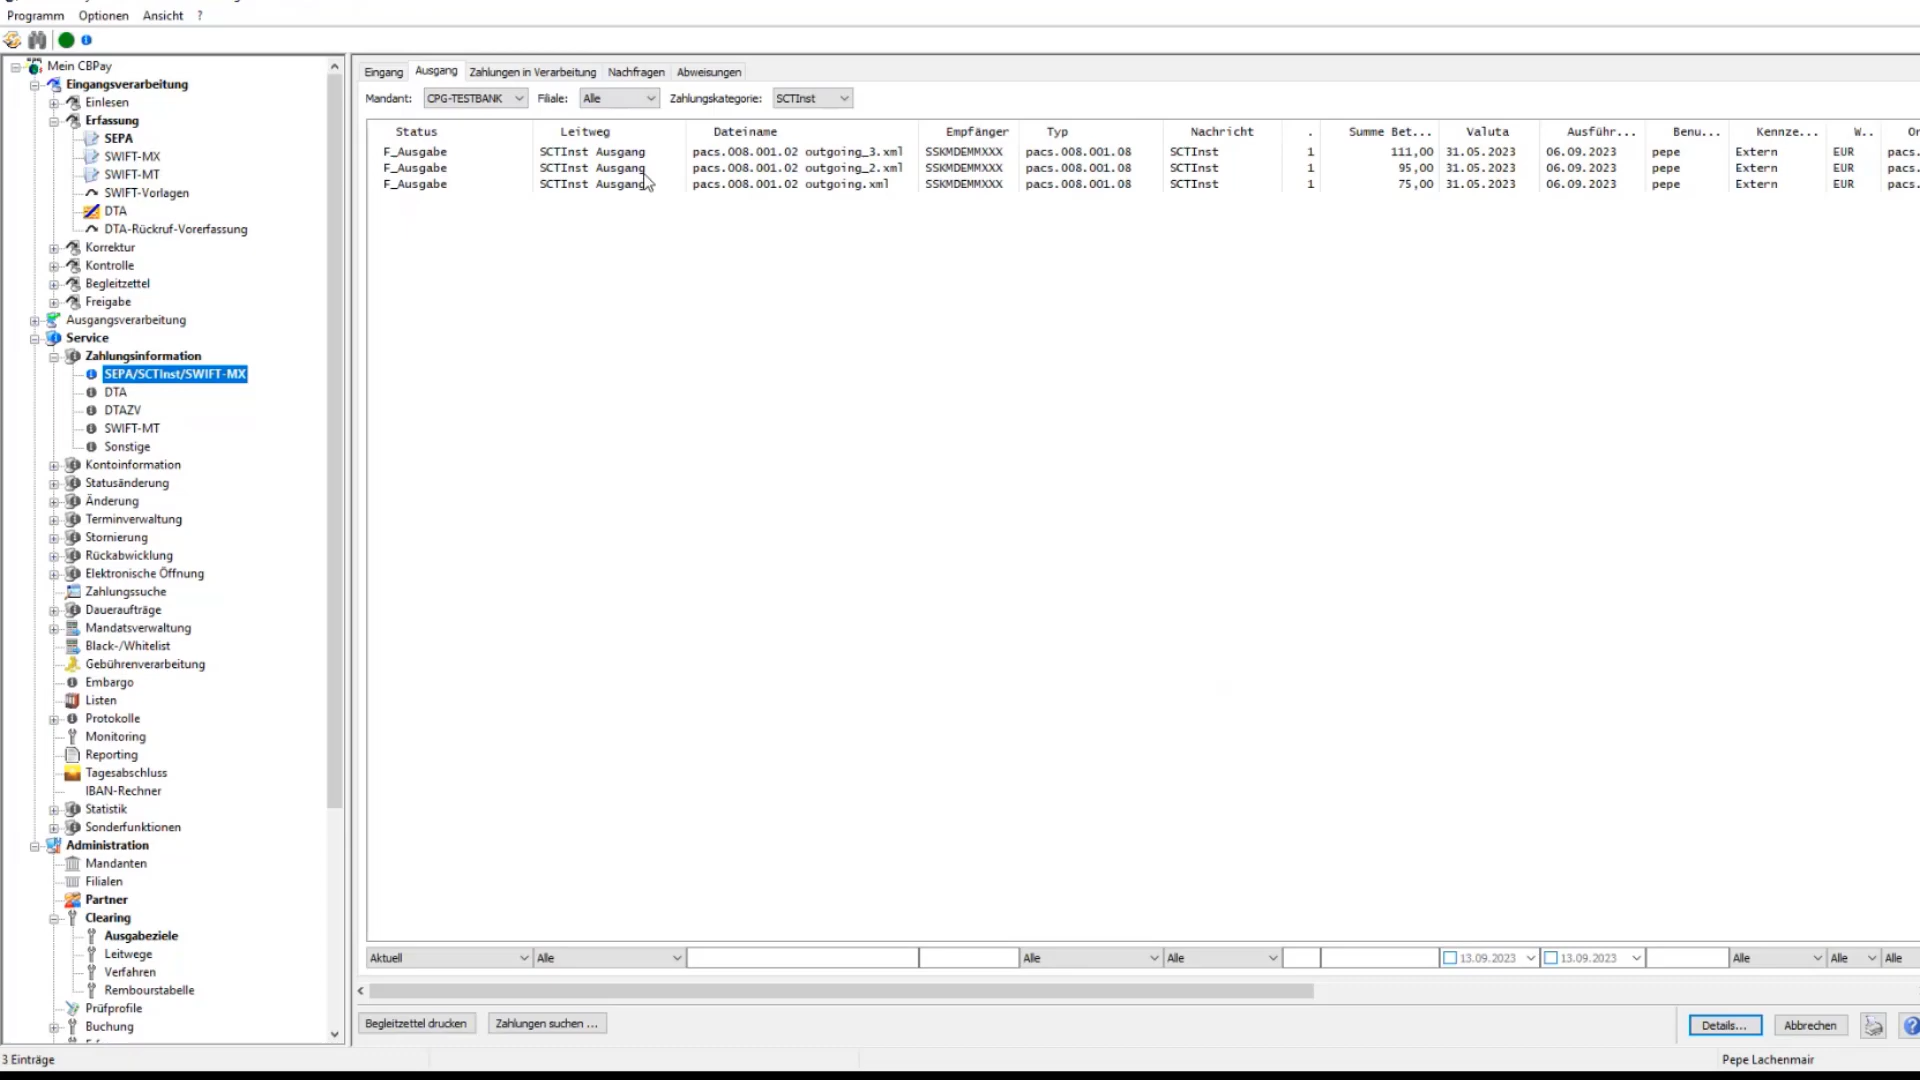 Programm Optionen Ansicht ?
Mein CBPay
Eingangsverarbeitung
Einlesen
Erfassung
SEPA
SWIFT-MX
SWIFT-MT
SWIFT-Vorlagen
DTA
DTA-Rückruf-Vorerfassung
Korrektur
Kontrolle
Begleitzettel
Freigabe
Ausgangsverarbeitung
Service
Zahlungsinformation
SEPA/SCTInst/SWIFT-MX
DTA
DTAZV
SWIFT-MT
Sonstige
Kontoinformation
Statusänderung
Änderung
Terminverwaltung
Stornierung
Rückabwicklung
Elektronische Öffnung
Zahlungssuche
Daueraufträge
Mandatsverwaltung
Black-/Whitelist
Gebührenverarbeitung
Embargo
Listen
Protokolle
Monitoring
Reporting
Tagesabschluss
IBAN-Rechner
Statistik
Sonderfunktionen
Administration
Mandanten
Filialen
Partner
Clearing
Ausgabeziele
Leitwege
Verfahren
Rembourstabelle
Prüfprofile
Buchung
Eingang Ausgang Zahlungen in Verarbeitung Nachfragen Abweisungen
Mandant: CPG-TESTBANK Filiale: Alle Zahlungskategorie: SCTInst
Status Leitweg Dateiname Empfänger Typ Nachricht . Summe Bet... Valuta Ausführ... Benu... Kennze... W.. Or
F_Ausgabe SCTInst Ausgang pacs.008.001.02 outgoing_3.xml SSKMDEMMXXX pacs.008.001.08 SCTInst 1 111,00 31.05.2023 06.09.2023 pepe Extern EUR pacs.
F_Ausgabe SCTInst Ausgang pacs.008.001.02 outgoing_2.xml SSKMDEMMXXX pacs.008.001.08 SCTInst 1 95,00 31.05.2023 06.09.2023 pepe Extern EUR pacs.
F_Ausgabe SCTInst Ausgang pacs.008.001.02 outgoing.xml SSKMDEMMXXX pacs.008.001.08 SCTInst 1 75,00 31.05.2023 06.09.2023 pepe Extern EUR pacs.
Aktuell Alle Alle Alle 13.09.2023 13.09.2023 Alle Alle Alle
Begleitzettel drucken Zahlungen suchen ... Details... Abbrechen
3 Einträge Pepe Lachenmair